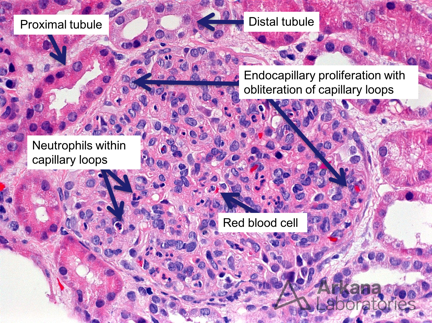 Proximal tubule
Distal tubule
Endocapillary proliferation with
obliteration of capillary loops
Neutrophils within
capillary loops
Red blood cell
Arkana
Laboratories